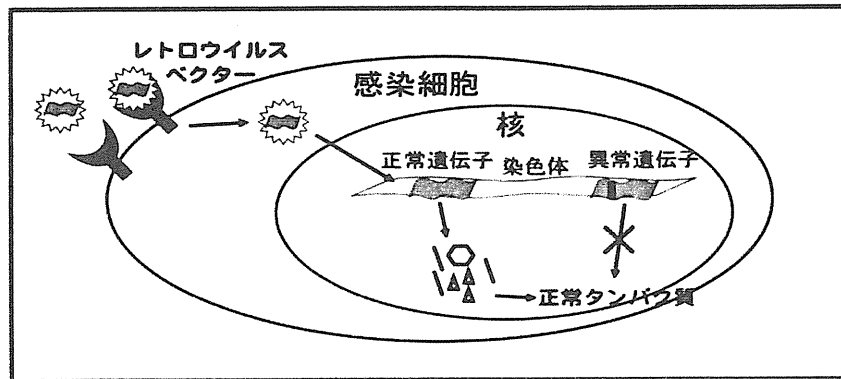 レトロウイルス
ベクター
感染細胞
核
正常遺伝子
染色体
異常遺伝子
正常タンパク質